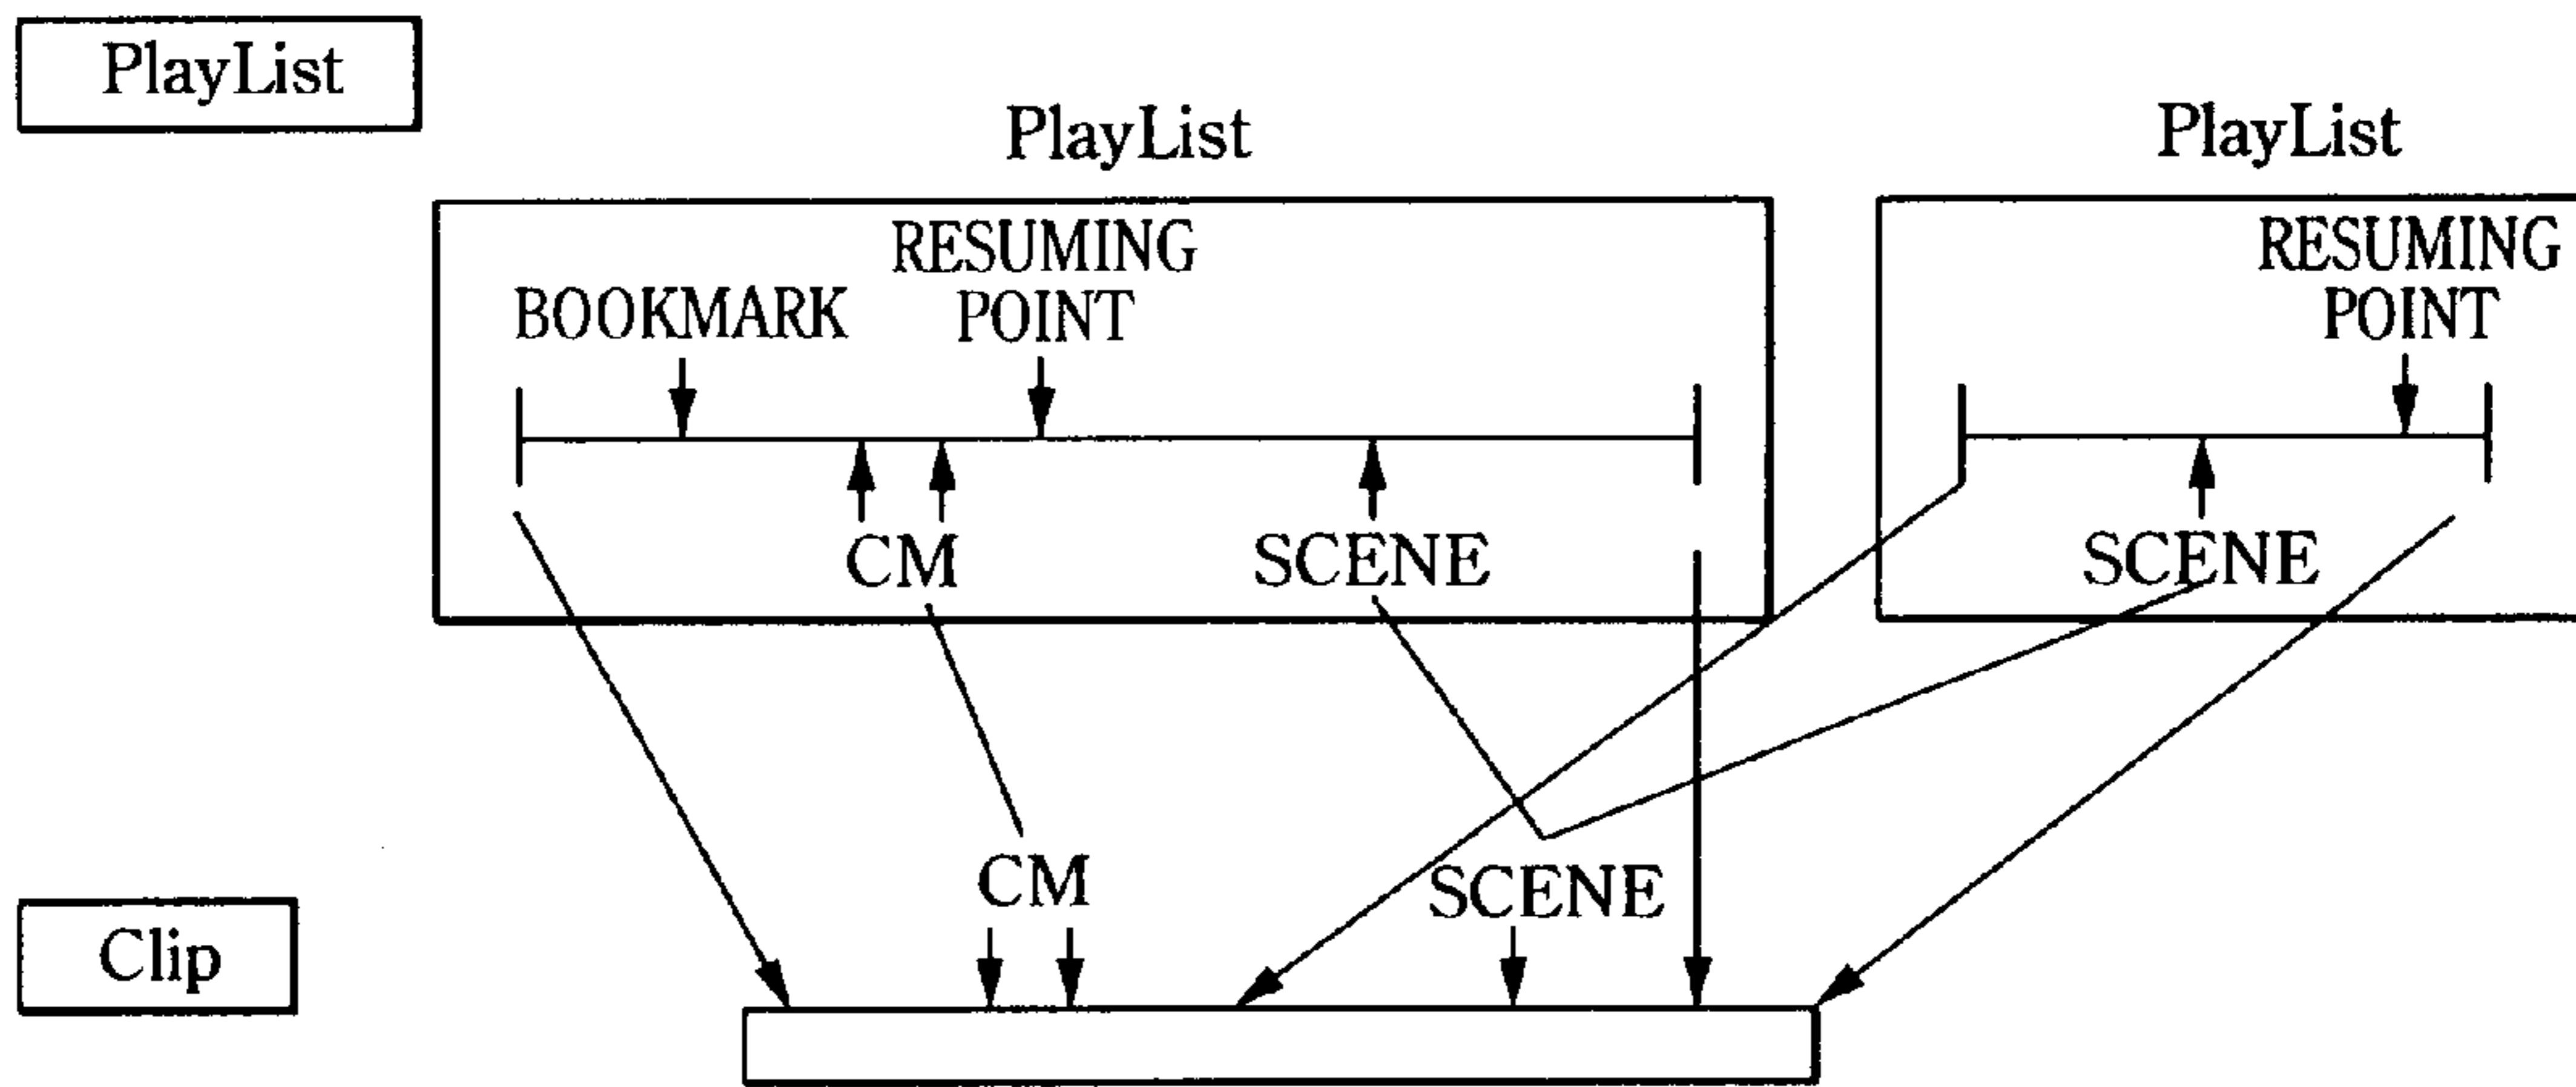 PlayList
PlayList
PlayList
RESUMING
POINT
BOOKMARK
RESUMING
POINT
CM
SCENE
SCENE
CM
SCENE
Clip